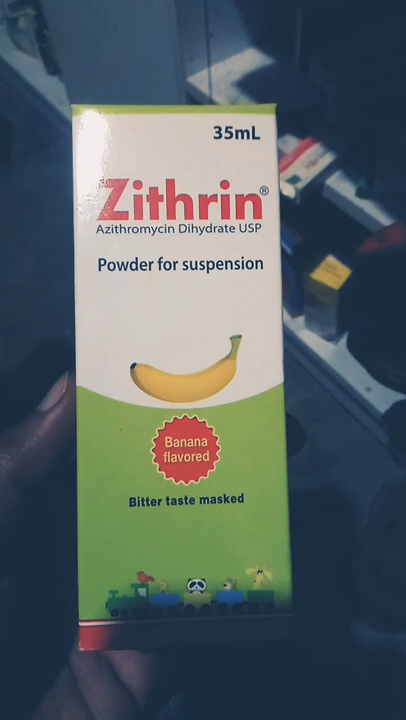 35mL
Zithrin®
Azithromycin Dihydrate USP
Powder for suspension
Banana
flavored
Bitter taste masked